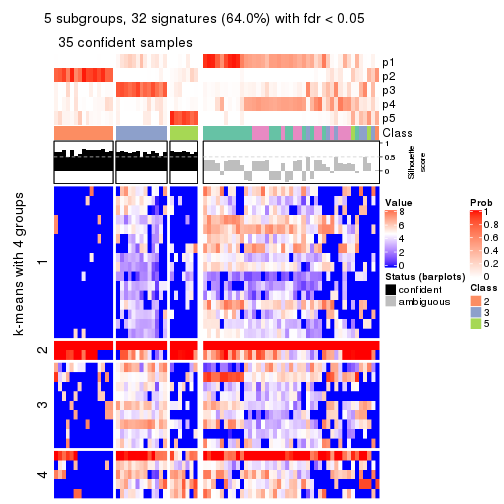 5 subgroups, 32 signatures (64.0%) with fdr < 0.05
35 confident samples
p1
p2
p3
p4
p5
Class
1
0.5
0
Silhouette
score
k-means with 4 groups
1
2
3
4
Value
8
6
4
2
0
Status (barplots)
confident
ambiguous
Prob
1
0.8
0.6
0.4
0.2
0
Class
2
3
5